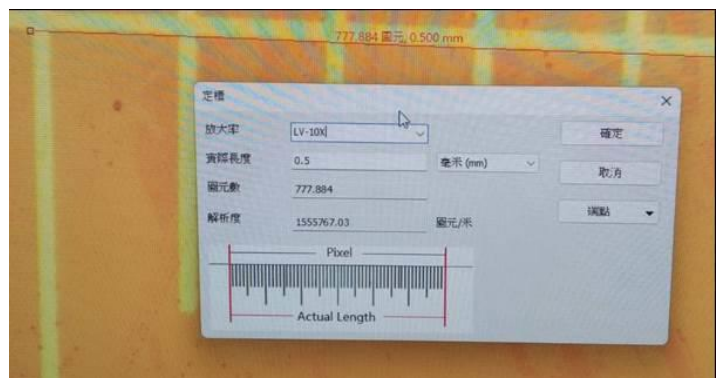 777.884 圖元, 0.500 mm
定標
放大率 LV-10X
確定
實際長度 0.5 毫米 (mm)
取消
圖元數 777.884
端點
解析度 1555767.03 圖元/米
Pixel
Actual Length